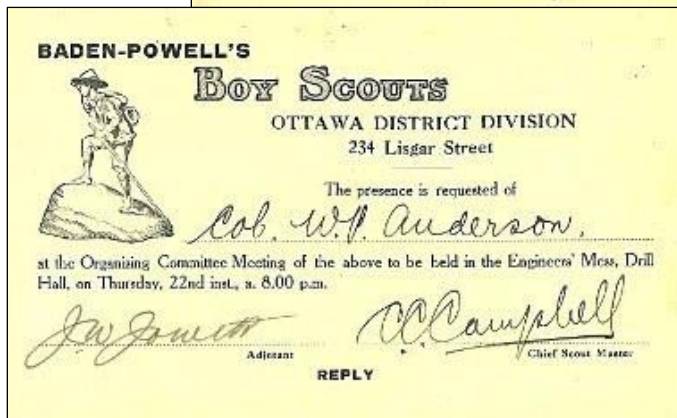 BADEN-POWELL'S
BOY SCOUTS
OTTAWA DISTRICT DIVISION
234 Lisgar Street
The presence is requested of
Col. W.P. Anderson.
at the Organizing Committee Meeting of the above to be held in the Engineers' Mess, Drill
Hall, on Thursday, 22nd inst., a. 8.00 p.m.
C.C. Campbell
Adjutant Chief Scout Master
REPLY